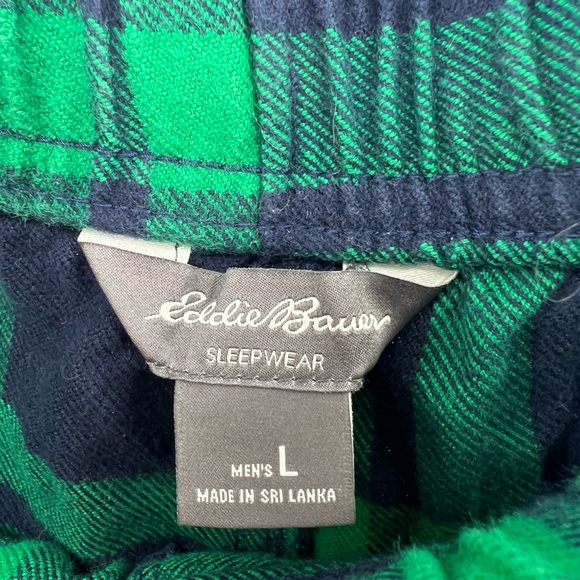 Eddie Bauer
SLEEPWEAR
MEN'S L
MADE IN SRI LANKA